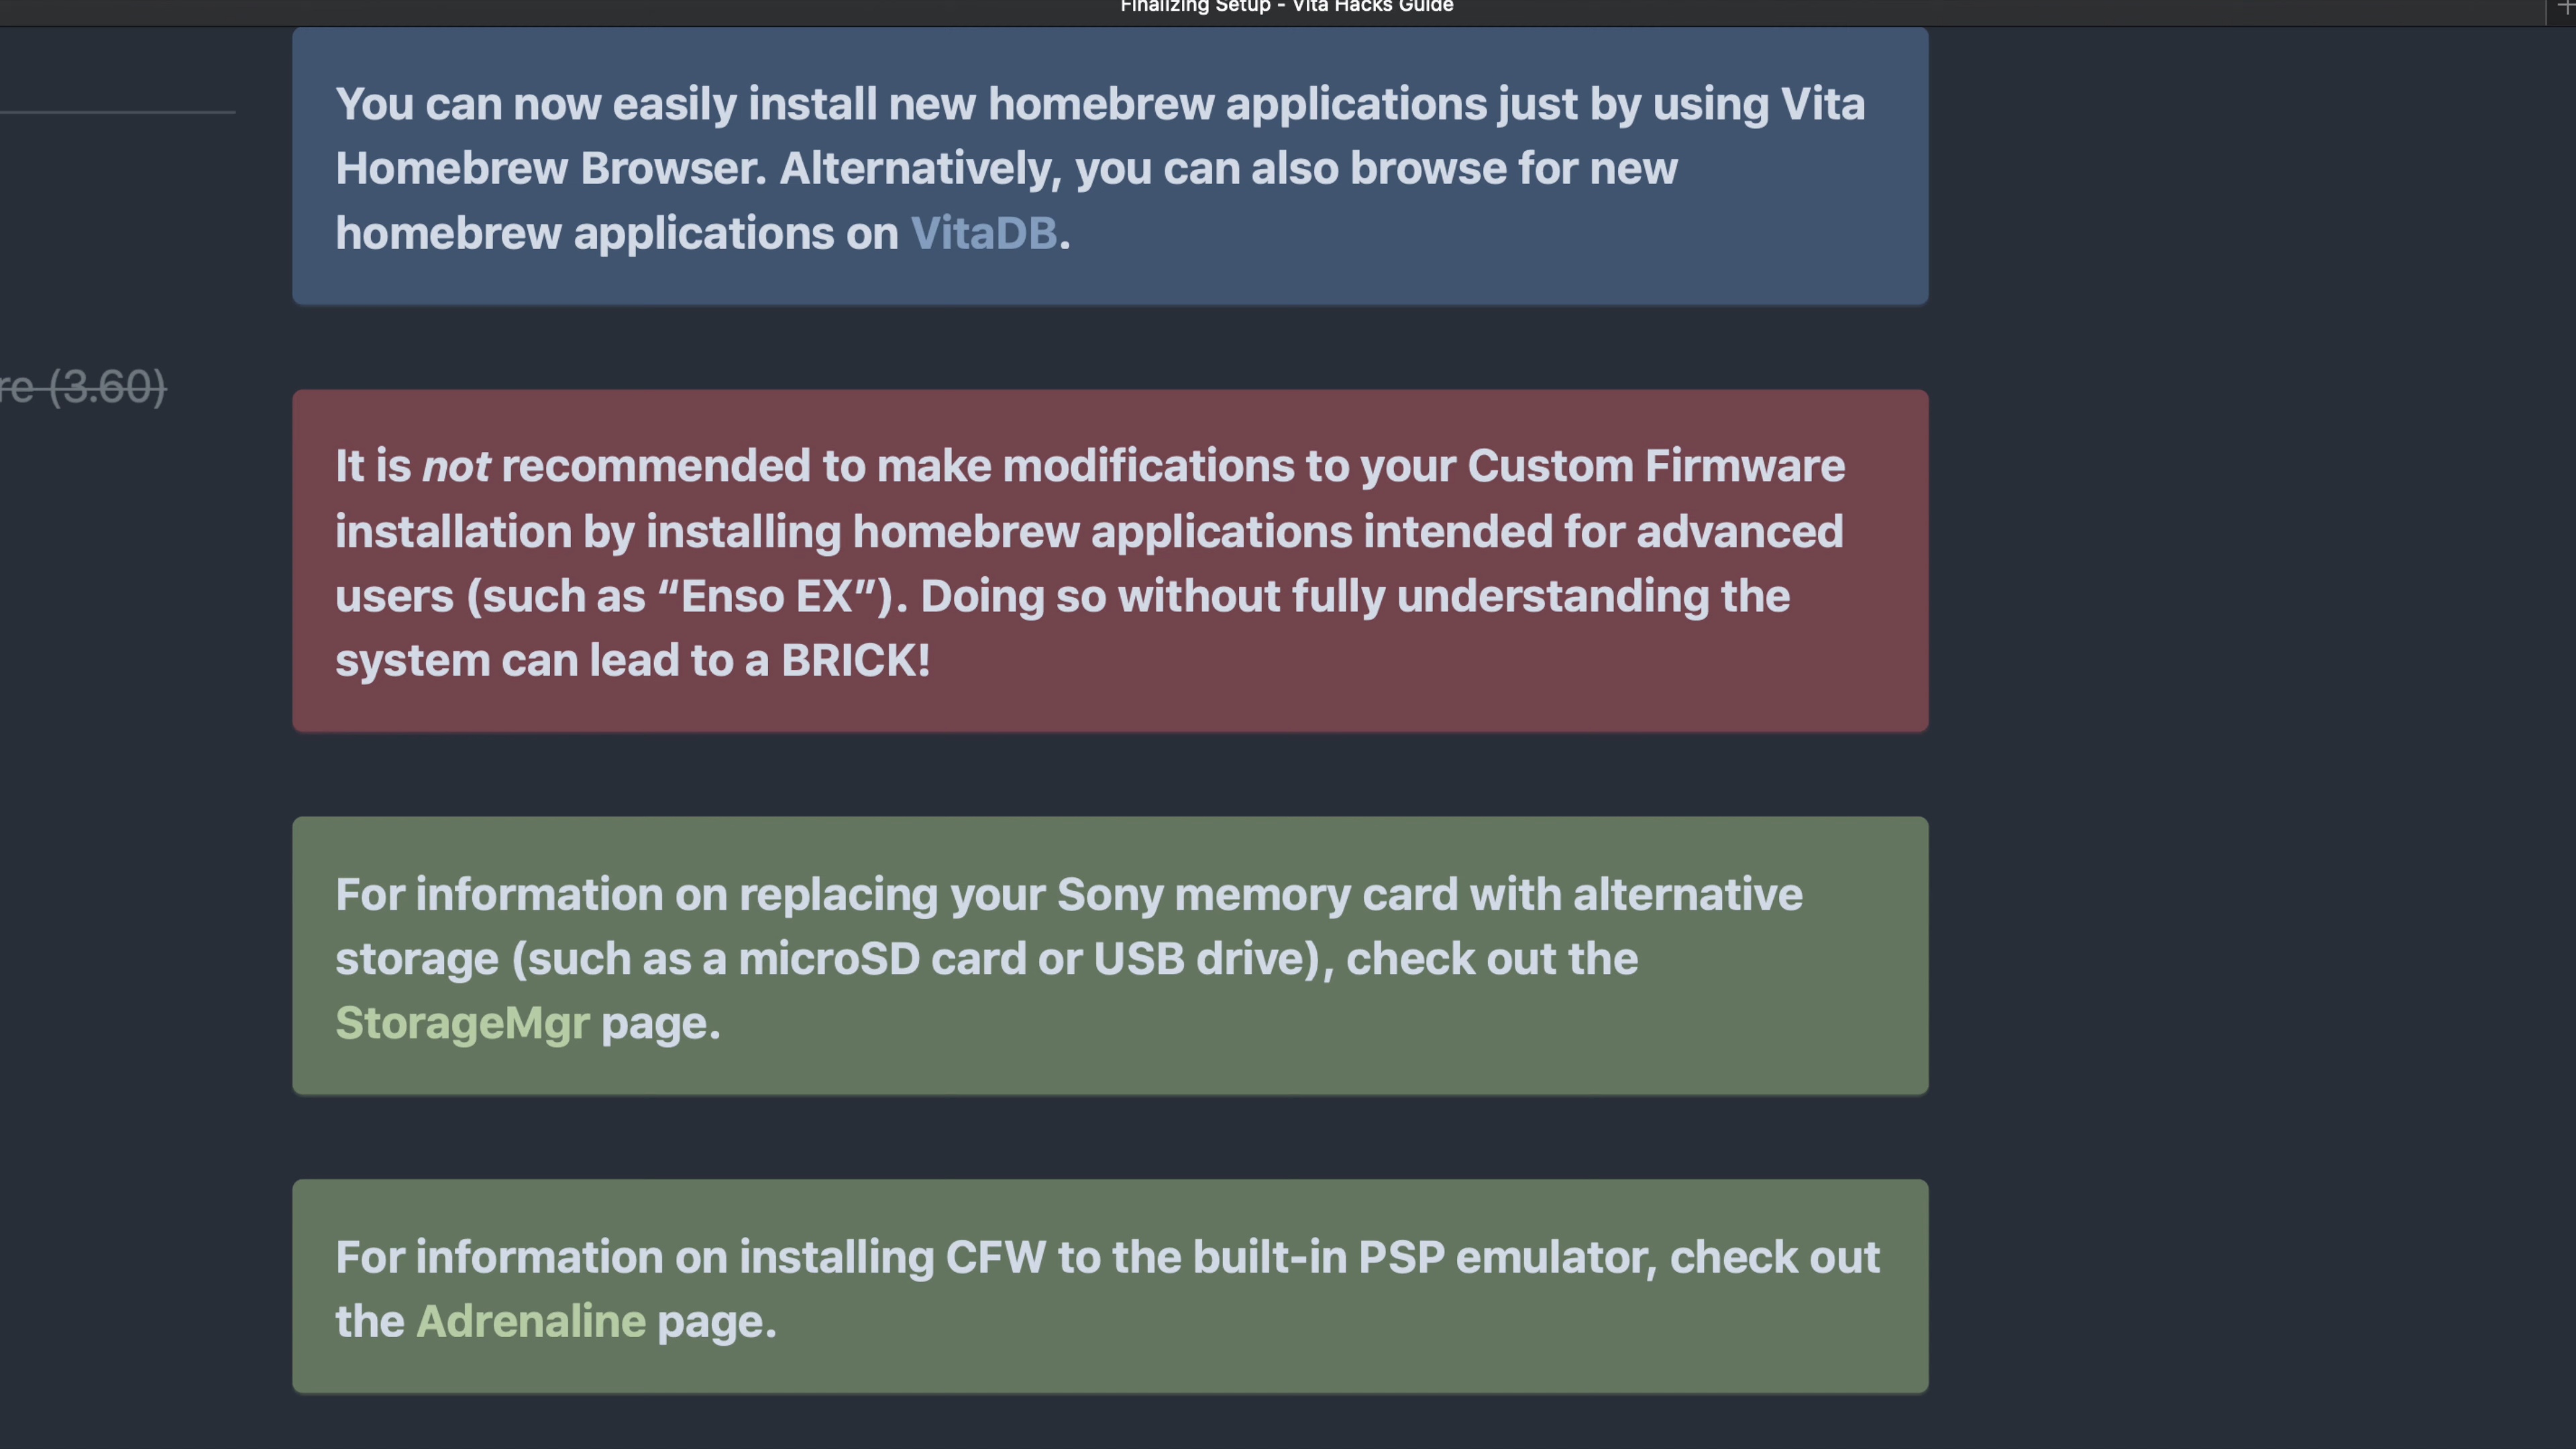 Finalizing Setup - Vita Hacks Guide
You can now easily install new homebrew applications just by using Vita
Homebrew Browser. Alternatively, you can also browse for new
homebrew applications on VitaDB.
re (3.60)
It is not recommended to make modifications to your Custom Firmware
installation by installing homebrew applications intended for advanced
users (such as “Enso EX”). Doing so without fully understanding the
system can lead to a BRICK!
For information on replacing your Sony memory card with alternative
storage (such as a microSD card or USB drive), check out the
StorageMgr page.
For information on installing CFW to the built-in PSP emulator, check out
the Adrenaline page.